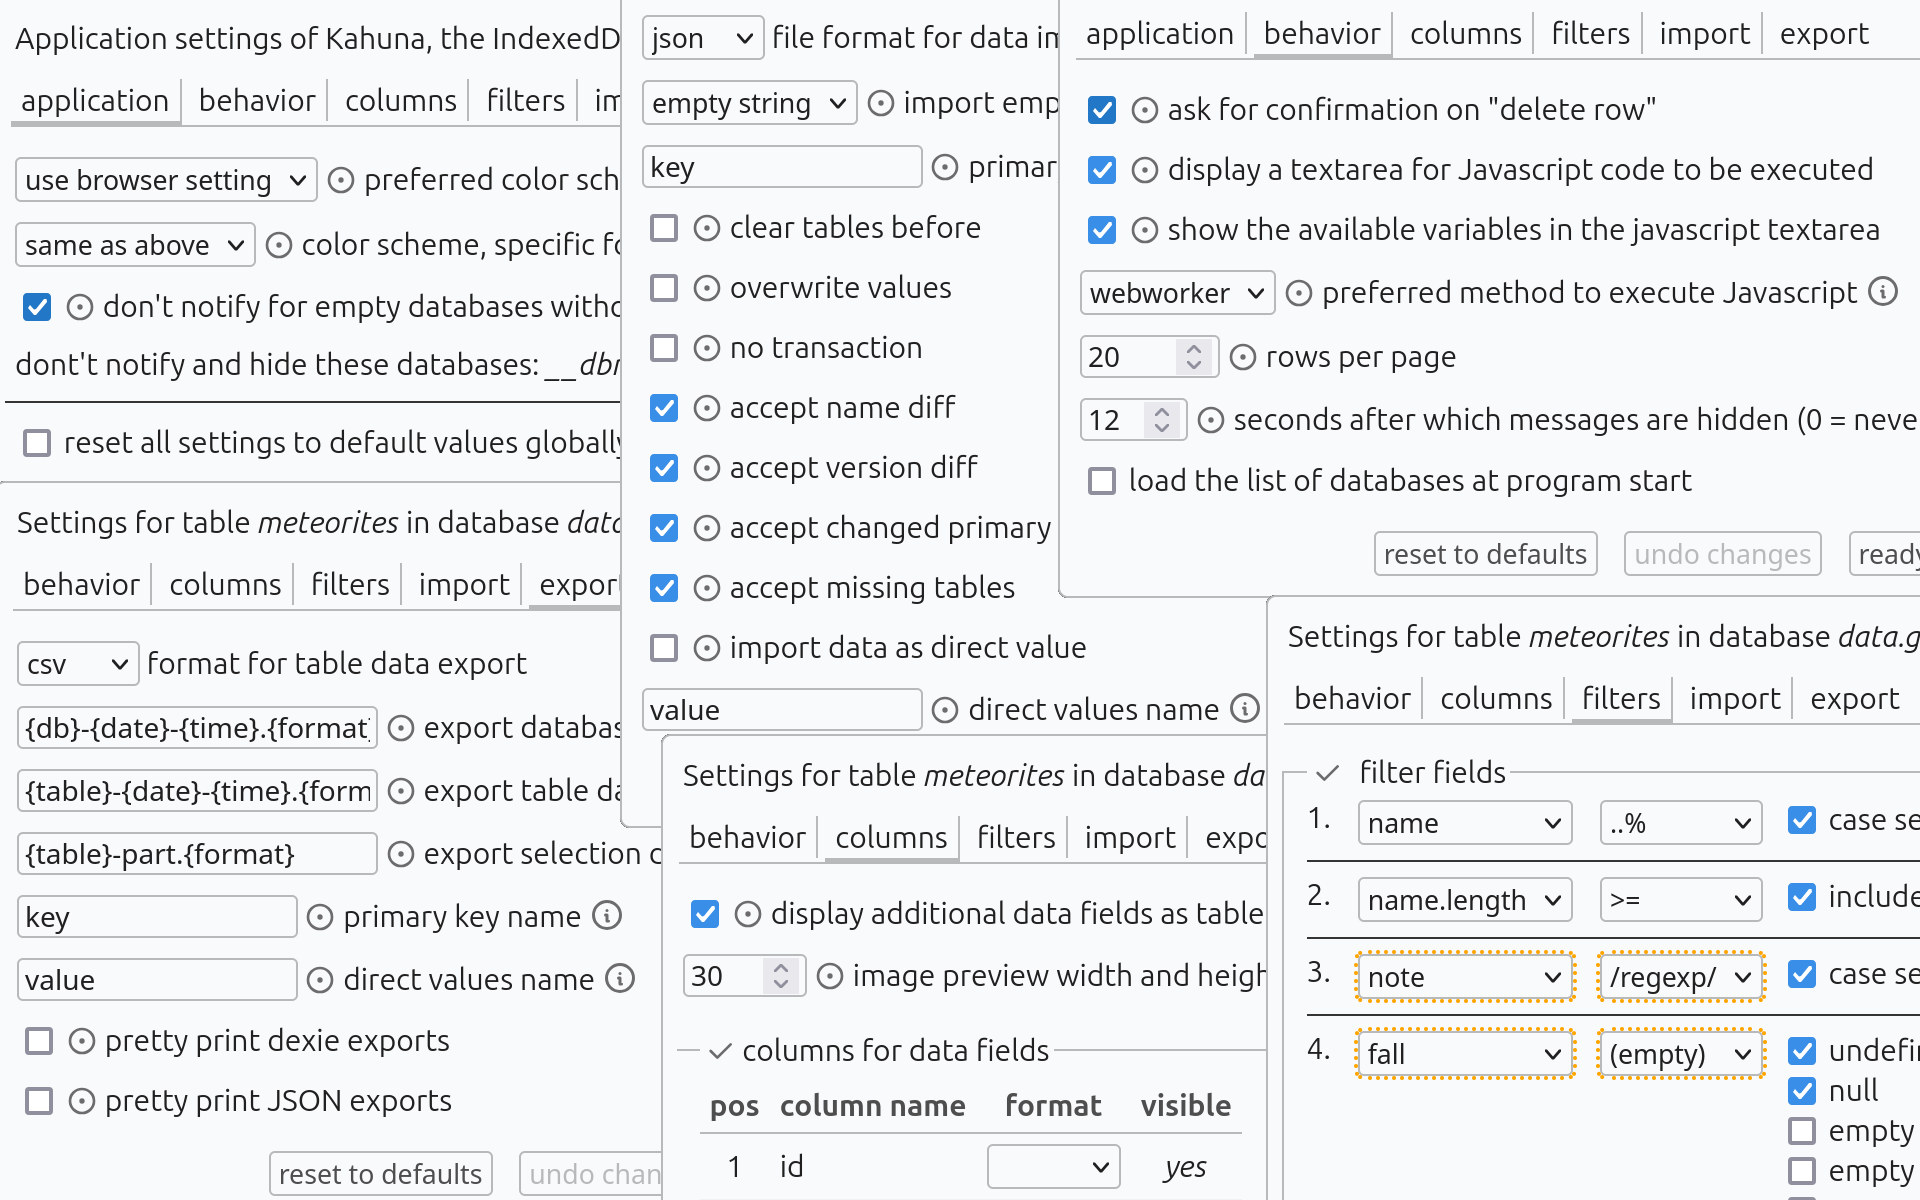 Application settings of Kahuna, the IndexedD
application behavior columns filters im
use browser setting preferred color sch
same as above color scheme, specific fo
don't notify for empty databases witho
dont't notify and hide these databases: __dbn
reset all settings to default values globally
Settings for table meteorites in database data
behavior columns filters import export
csv format for table data export
{db}-{date}-{time}.{format} export databas
{table}-{date}-{time}.{form export table da
{table}-part.{format} export selection d
key primary key name
value direct values name
pretty print dexie exports
pretty print JSON exports
reset to defaults undo chan
json file format for data im
empty string import emp
key primar
clear tables before
overwrite values
no transaction
accept name diff
accept version diff
accept changed primary
accept missing tables
import data as direct value
value direct values name
application behavior columns filters import export
ask for confirmation on "delete row"
display a textarea for Javascript code to be executed
show the available variables in the javascript textarea
webworker preferred method to execute Javascript
20 rows per page
12 seconds after which messages are hidden (0 = neve
load the list of databases at program start
reset to defaults undo changes ready
Settings for table meteorites in database da
behavior columns filters import expo
display additional data fields as table
30 image preview width and heigh
columns for data fields
pos column name format visible
1 id yes
Settings for table meteorites in database data.g
behavior columns filters import export
filter fields
1. name ..% case se
2. name.length >= include
3. note /regexp/ case se
4. fall (empty) undefin
null
empty
empty